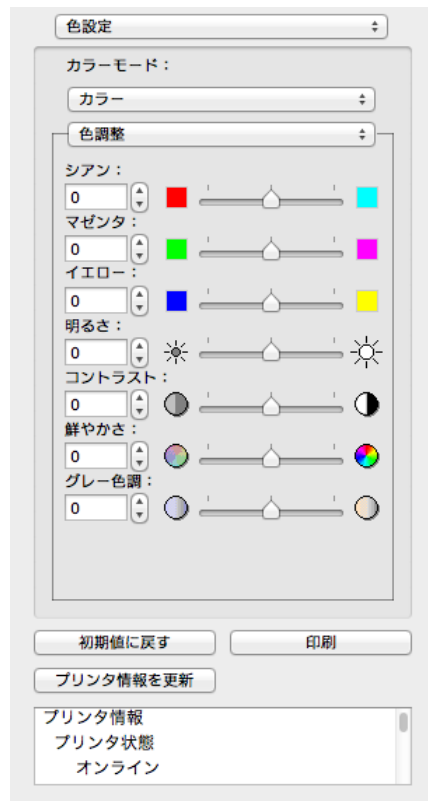 色設定
カラーモード：
カラー
色調整
シアン：
0
マゼンタ：
0
イエロー：
0
明るさ：
0
コントラスト：
0
鮮やかさ：
0
グレー色調：
0
初期値に戻す
印刷
プリンタ情報を更新
プリンタ情報
プリンタ状態
オンライン